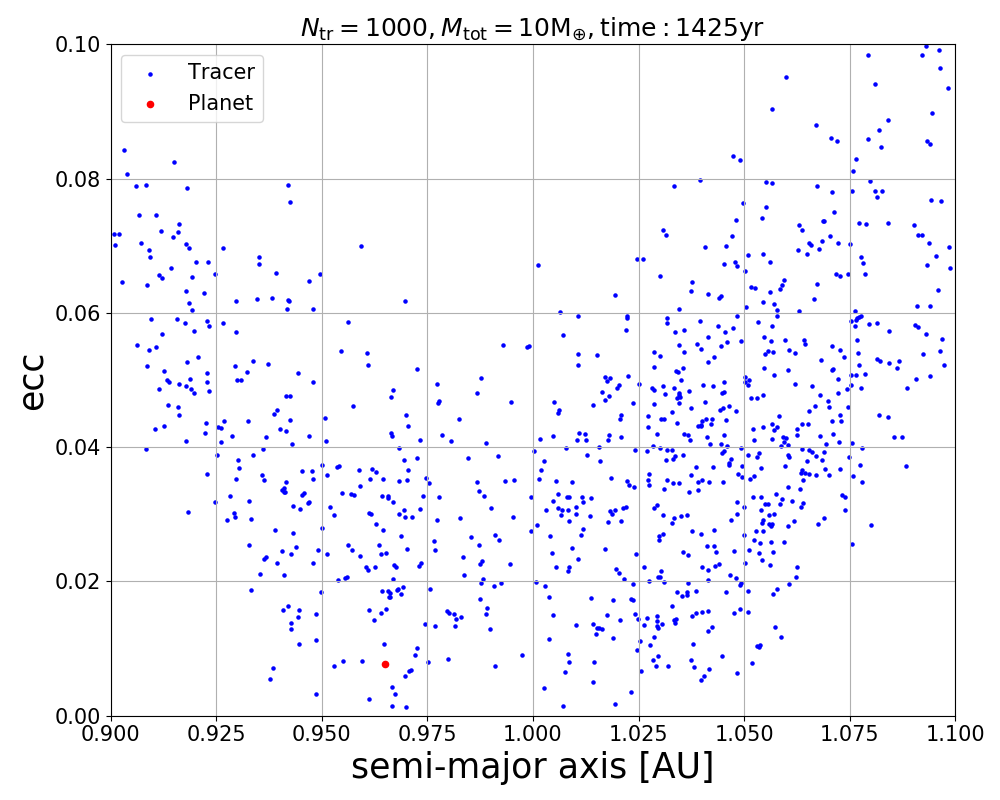 N_tr = 1000, M_tot = 10M_⊕, time : 1425yr
Tracer
Planet
0.10
0.08
0.06
0.04
0.02
0.00
ecc
0.900 0.925 0.950 0.975 1.000 1.025 1.050 1.075 1.100
semi-major axis [AU]